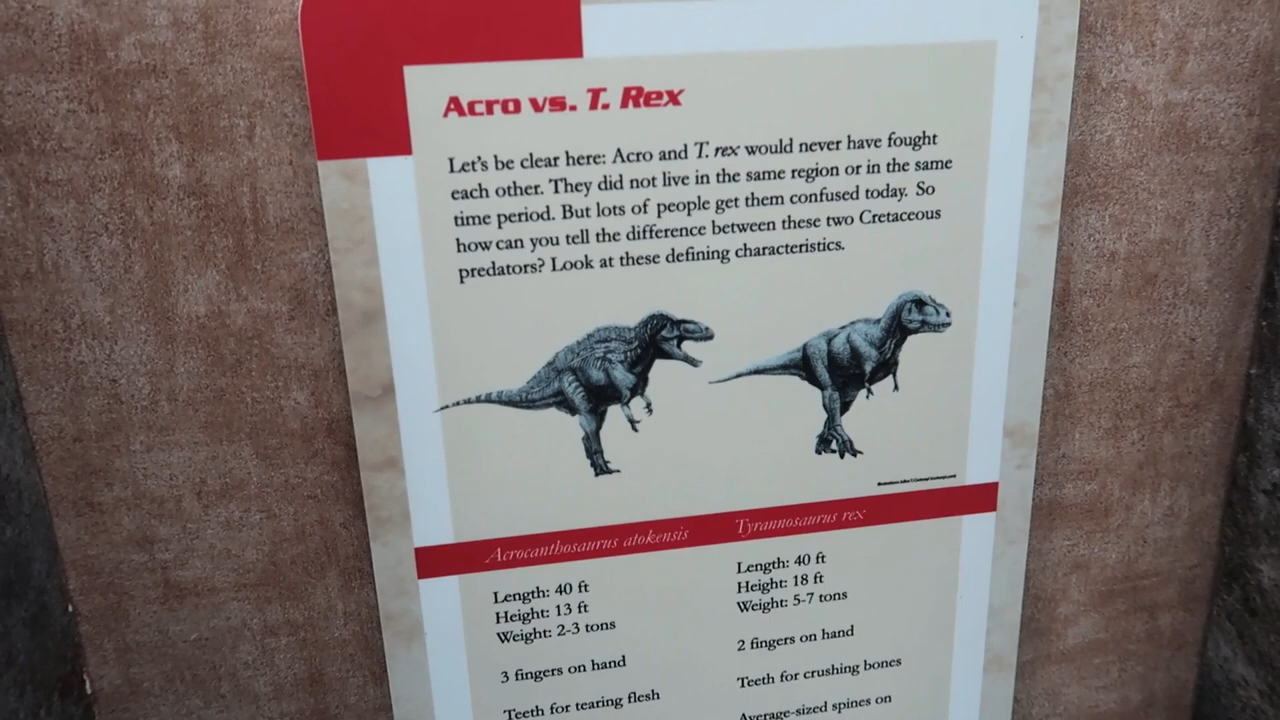 Acro vs. T. Rex
Let's be clear here: Acro and T. rex would never have fought
each other. They did not live in the same region or in the same
time period. But lots of people get them confused today. So
how can you tell the difference between these two Cretaceous
predators? Look at these defining characteristics.
Acrocanthosaurus atokensis
Length: 40 ft
Height: 13 ft
Weight: 2-3 tons
3 fingers on hand
Teeth for tearing flesh
Tyrannosaurus rex
Length: 40 ft
Height: 18 ft
Weight: 5-7 tons
2 fingers on hand
Teeth for crushing bones
Average-sized spines on